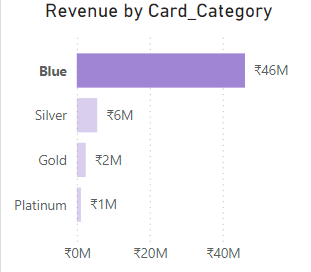 Revenue by Card_Category
Blue ₹46M
Silver ₹6M
Gold ₹2M
Platinum ₹1M
₹0M ₹20M ₹40M